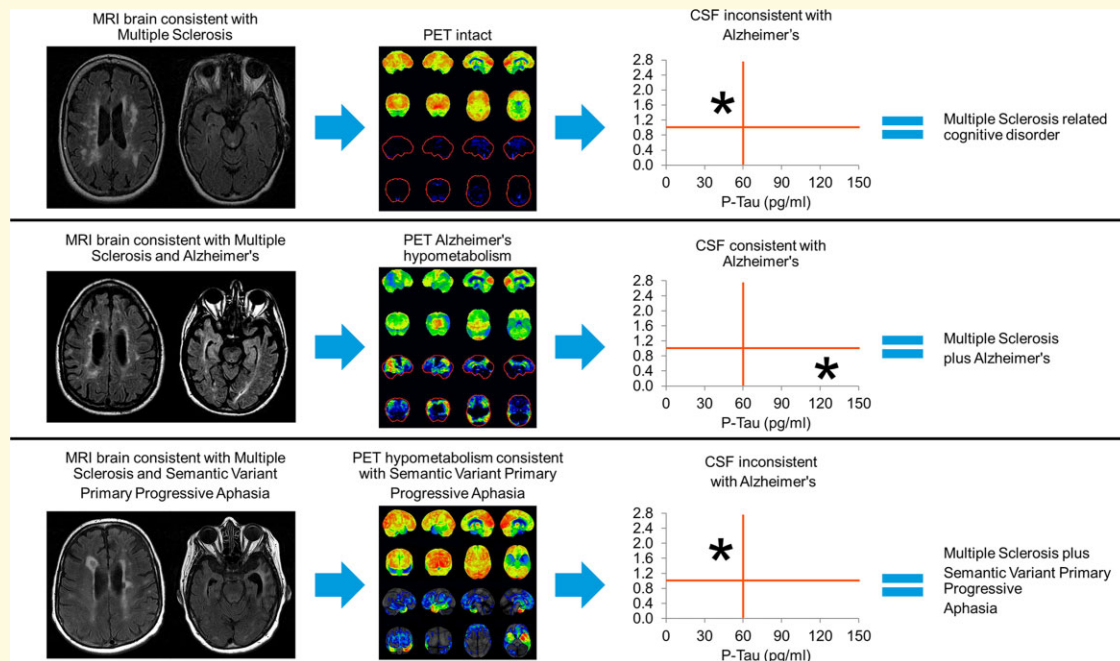 MRI brain consistent with
Multiple Sclerosis
PET intact
CSF inconsistent with
Alzheimer's
2.8
2.4
2.0
1.6
1.2
0.8
0.4
0.0
*
0 30 60 90 120 150
P-Tau (pg/ml)
Multiple Sclerosis related
cognitive disorder
MRI brain consistent with Multiple
Sclerosis and Alzheimer's
PET Alzheimer's
hypometabolism
CSF consistent with
Alzheimer's
2.8
2.4
2.0
1.6
1.2
0.8
0.4
0.0
*
0 30 60 90 120 150
P-Tau (pg/ml)
Multiple Sclerosis
plus Alzheimer's
MRI brain consistent with Multiple
Sclerosis and Semantic Variant
Primary Progressive Aphasia
PET hypometabolism consistent
with Semantic Variant Primary
Progressive Aphasia
CSF inconsistent
with Alzheimer's
2.8
2.4
2.0
1.6
1.2
0.8
0.4
0.0
*
0 30 60 90 120 150
P-Tau (pg/ml)
Multiple Sclerosis plus
Semantic Variant Primary
Progressive
Aphasia